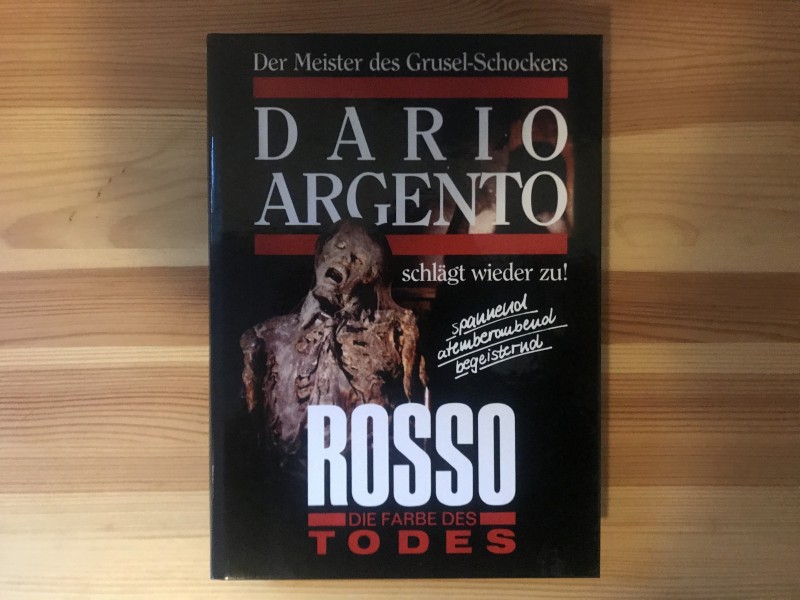 Der Meister des Grusel-Schockers
DARIO
ARGENTO
schlägt wieder zu!
spannend
atemberaubend
begeisternd
ROSSO
DIE FARBE DES
TODES